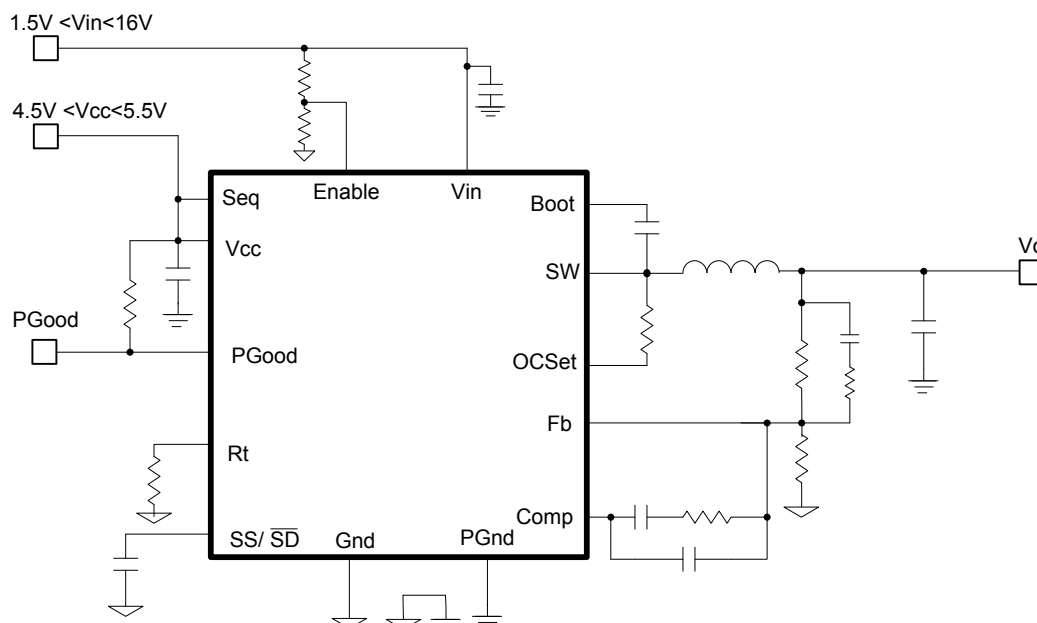 1.5V <Vin<16V
4.5V <Vcc<5.5V
Enable
Vin
Seq
Boot
Vcc
SW
PGood
PGood
OCSet
Fb
Rt
Comp
SS/ SD
Gnd
PGnd